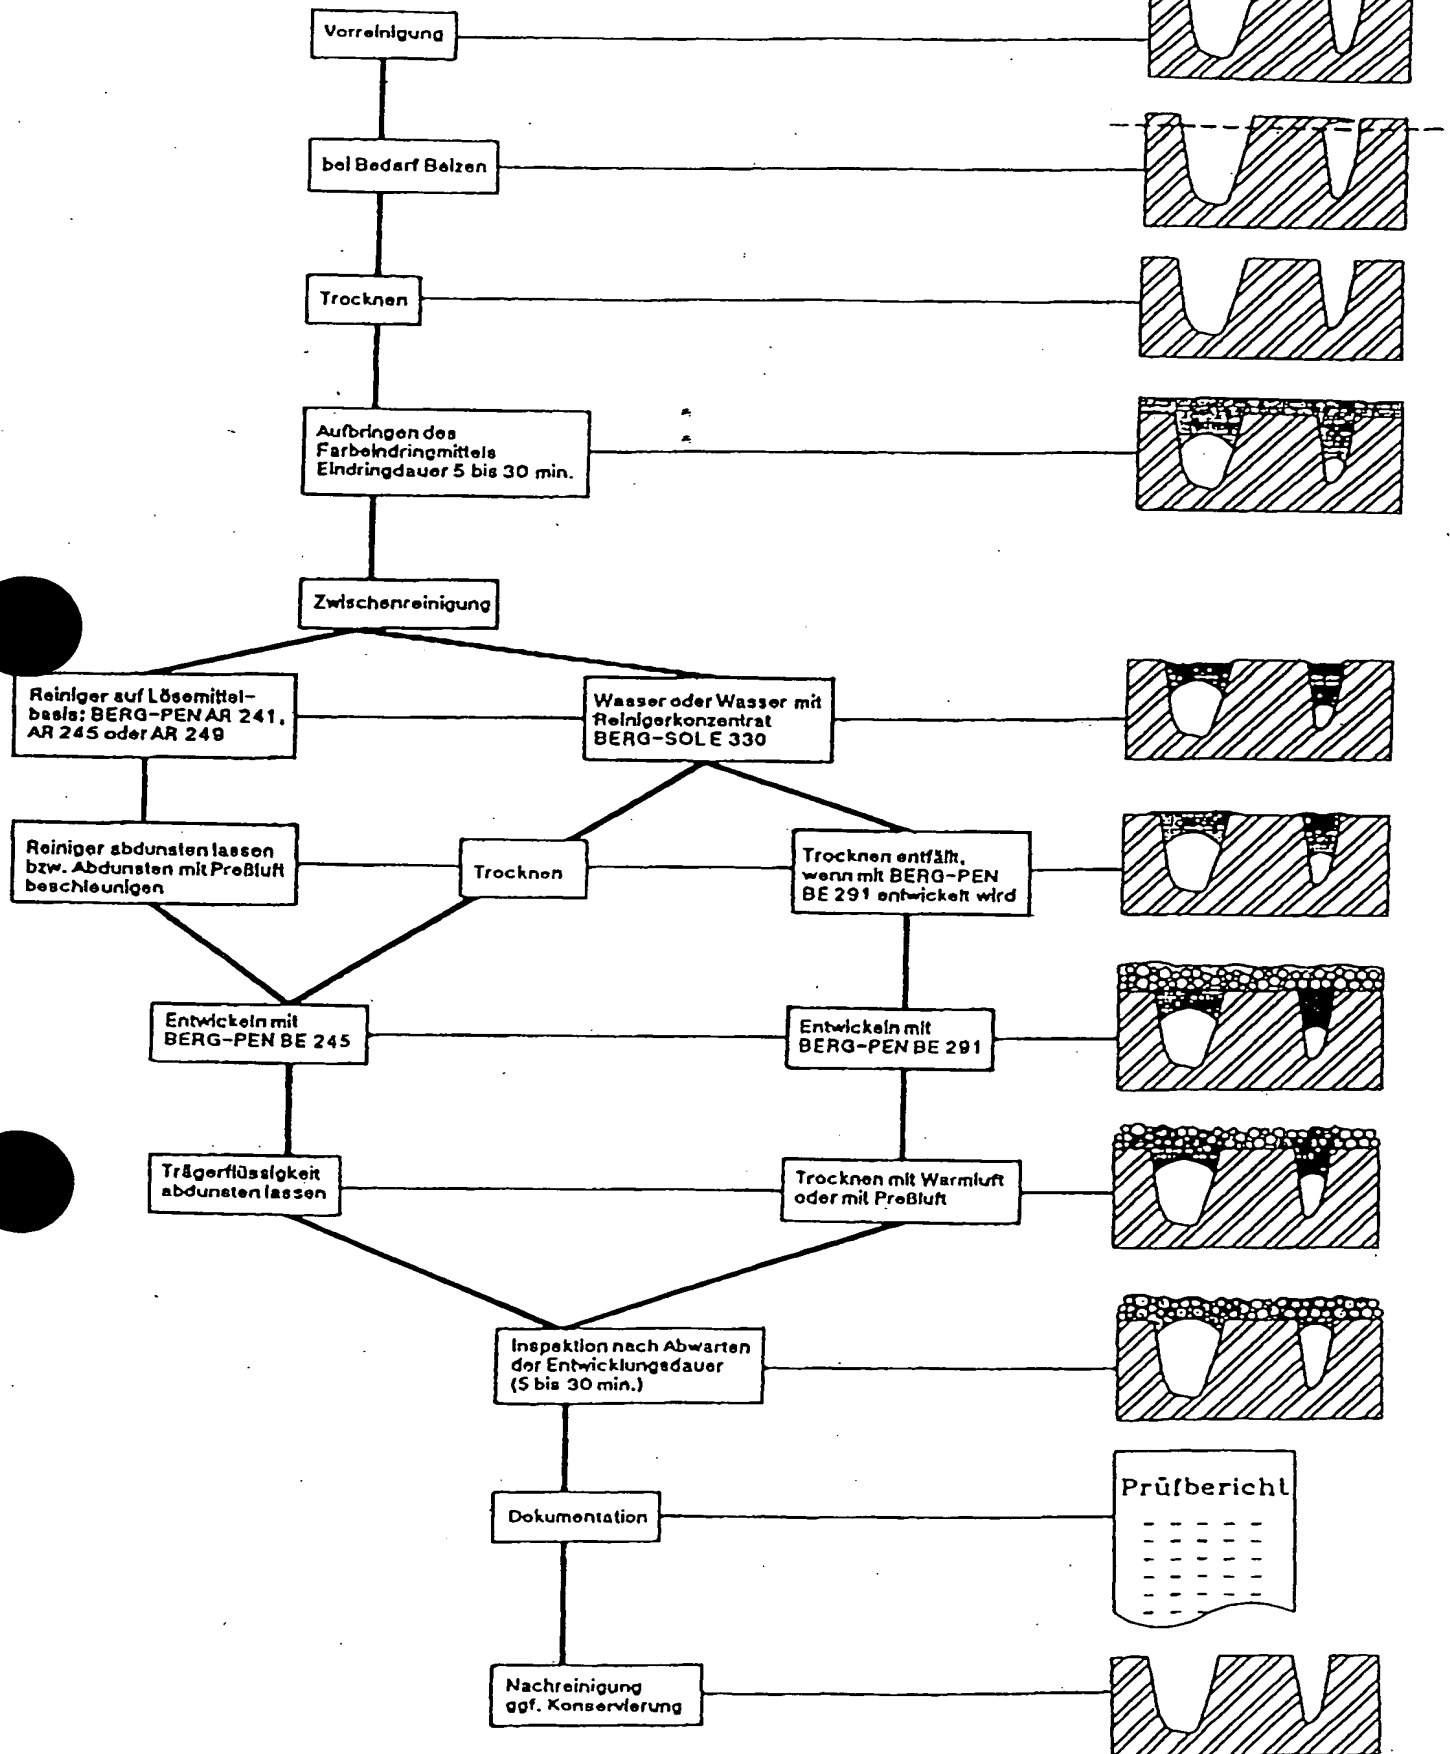 Vorreinigung
bei Bedarf Beizen
Trocknen
Aufbringen des
Farbeindringmittels
Eindringdauer 5 bis 30 min.
Zwischenreinigung
Reiniger auf Lösemittel-
basis: BERG-PEN AR 241,
AR 245 oder AR 249
Wasser oder Wasser mit
Reinigerkonzentrat
BERG-SOL E 330
Reiniger abdunsten lassen
bzw. Abdunsten mit Preßluft
beschleunigen
Trocknen
Trocknen entfällt,
wenn mit BERG-PEN
BE 291 entwickelt wird
Entwickeln mit
BERG-PEN BE 245
Entwickeln mit
BERG-PEN BE 291
Trägerflüssigkeit
abdunsten lassen
Trocknen mit Warmluft
oder mit Preßluft
Inspektion nach Abwarten
der Entwicklungsdauer
(5 bis 30 min.)
Dokumentation
Prüfbericht
Nachreinigung
ggf. Konservierung